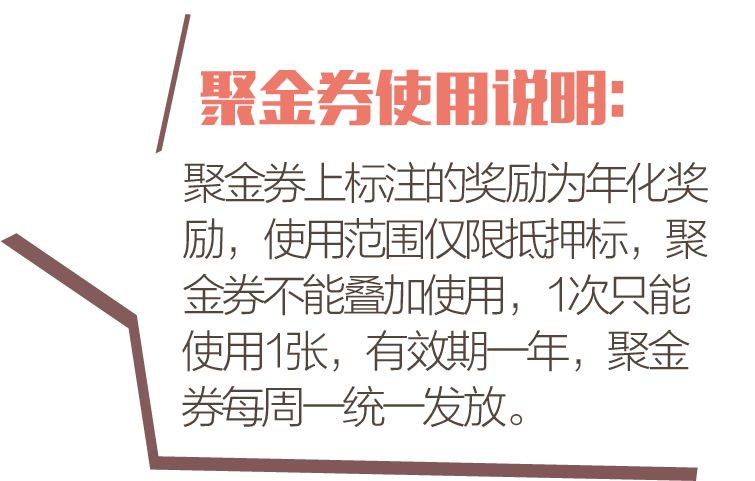 聚金券使用说明:
聚金券上标注的奖励为年化奖
励，使用范围仅限抵押标，聚
金券不能叠加使用，1次只能
使用1张，有效期一年，聚金
券每周一统一发放。